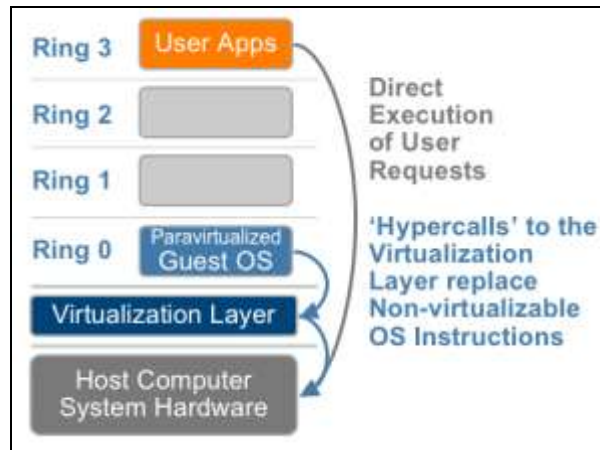 Ring 3
User Apps
Ring 2
Ring 1
Ring 0
Paravirtualized
Guest OS
Virtualization Layer
Host Computer
System Hardware
Direct
Execution
of User
Requests
‘Hypercalls’ to the
Virtualization
Layer replace
Non-virtualizable
OS Instructions